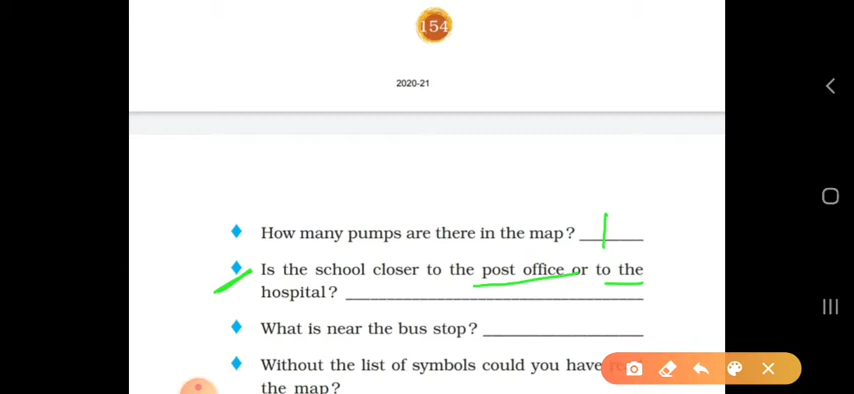 154
2020-21
How many pumps are there in the map? 1
Is the school closer to the post office or to the
hospital?
What is near the bus stop?
Without the list of symbols could you have
the map?